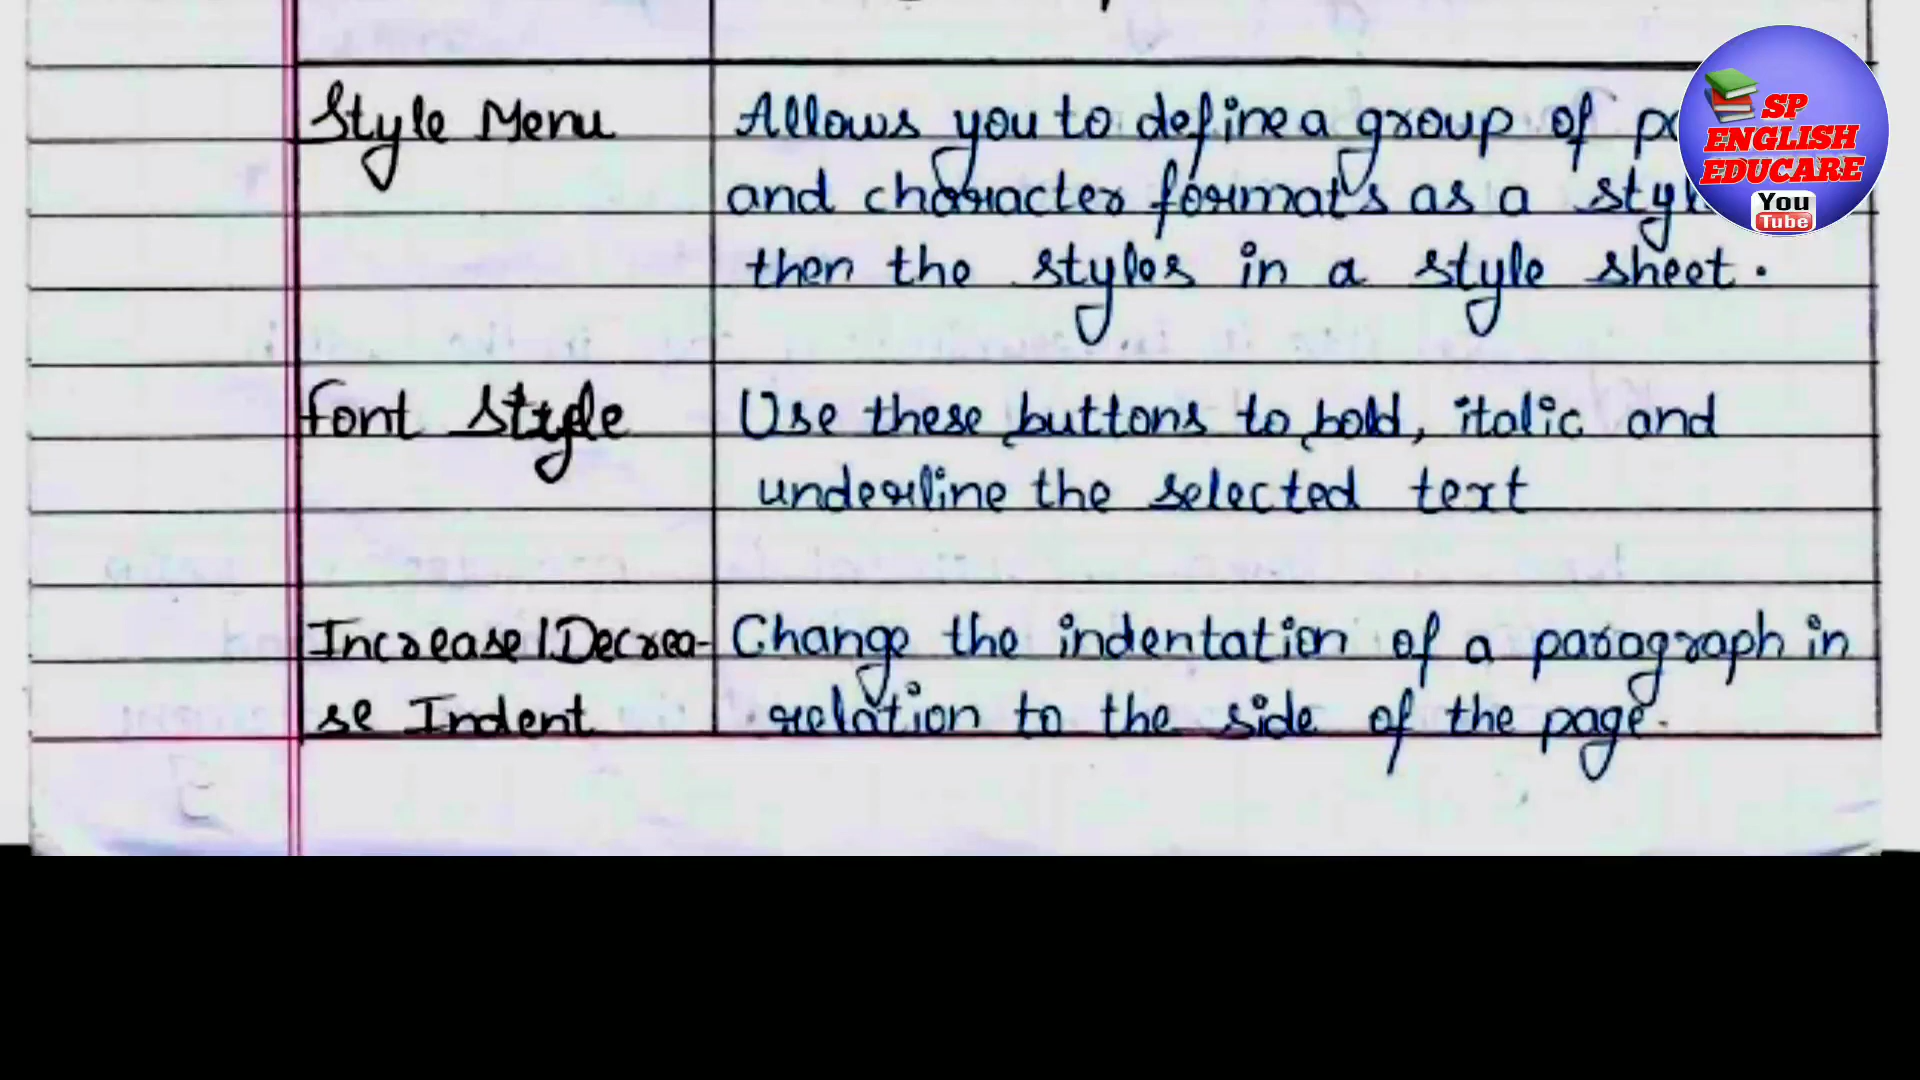 Style Menu
Allows you to define a group of
and character formats as a
then the styles in a style sheet.
Font Style
Use these buttons to bold, italic and
underline the selected text
Increase/Decrea-
se Indent
Change the indentation of a paragraph in
relation to the side of the page.
SP
ENGLISH
EDUCARE
You
Tube